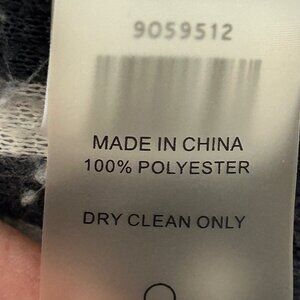 9059512
MADE IN CHINA
100% POLYESTER
DRY CLEAN ONLY